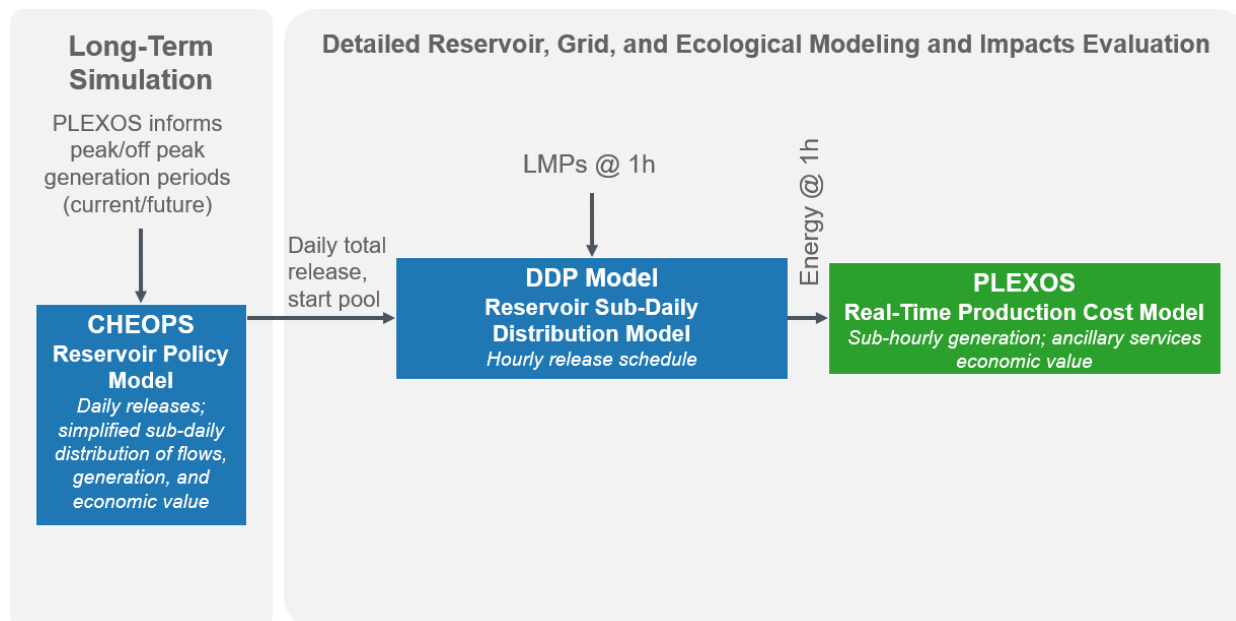 Long-Term
Simulation
PLEXOS informs
peak/off peak
generation periods
(current/future)
CHEOPS
Reservoir Policy
Model
Daily releases;
simplified sub-daily
distribution of flows,
generation, and
economic value
Detailed Reservoir, Grid, and Ecological Modeling and Impacts Evaluation
Daily total
release,
start pool
LMPs @ 1h
DDP Model
Reservoir Sub-Daily
Distribution Model
Hourly release schedule
Energy @ 1h
PLEXOS
Real-Time Production Cost Model
Sub-hourly generation; ancillary services
economic value